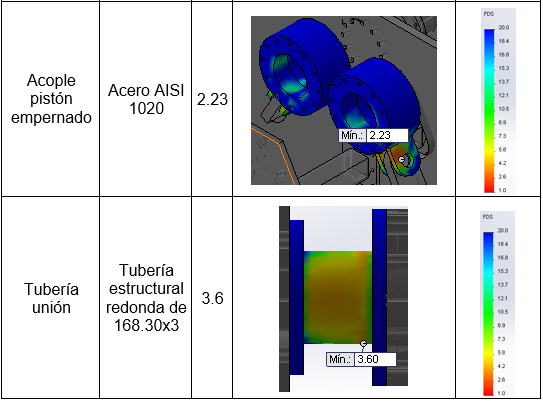 FDS
20.0
18.4
16.8
15.3
13.7
12.1
10.5
8.9
7.3
5.8
4.2
2.6
1.0
Acople
pistón
empernado
Acero AISI
1020
2.23
Mín.: 2.23
FDS
20.0
18.4
16.8
15.3
13.7
12.1
10.5
8.9
7.3
5.8
4.2
2.6
1.0
Tubería
unión
Tubería
estructural
redonda de
168.30x3
3.6
Mín.: 3.60